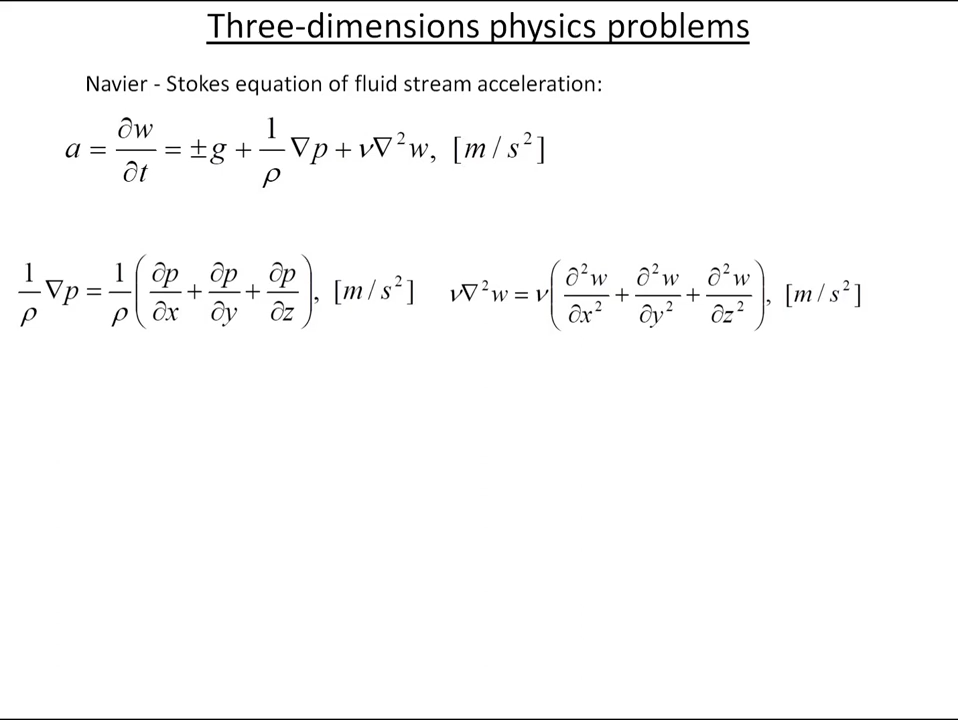 Three-dimensions physics problems
Navier - Stokes equation of fluid stream acceleration:
a = ∂w/∂t = ±g + 1/ρ ∇p + ν∇²w, [m / s²]
1/ρ ∇p = 1/ρ (∂p/∂x + ∂p/∂y + ∂p/∂z), [m / s²] ν∇²w = ν(∂²w/∂x² + ∂²w/∂y² + ∂²w/∂z²), [m / s²]